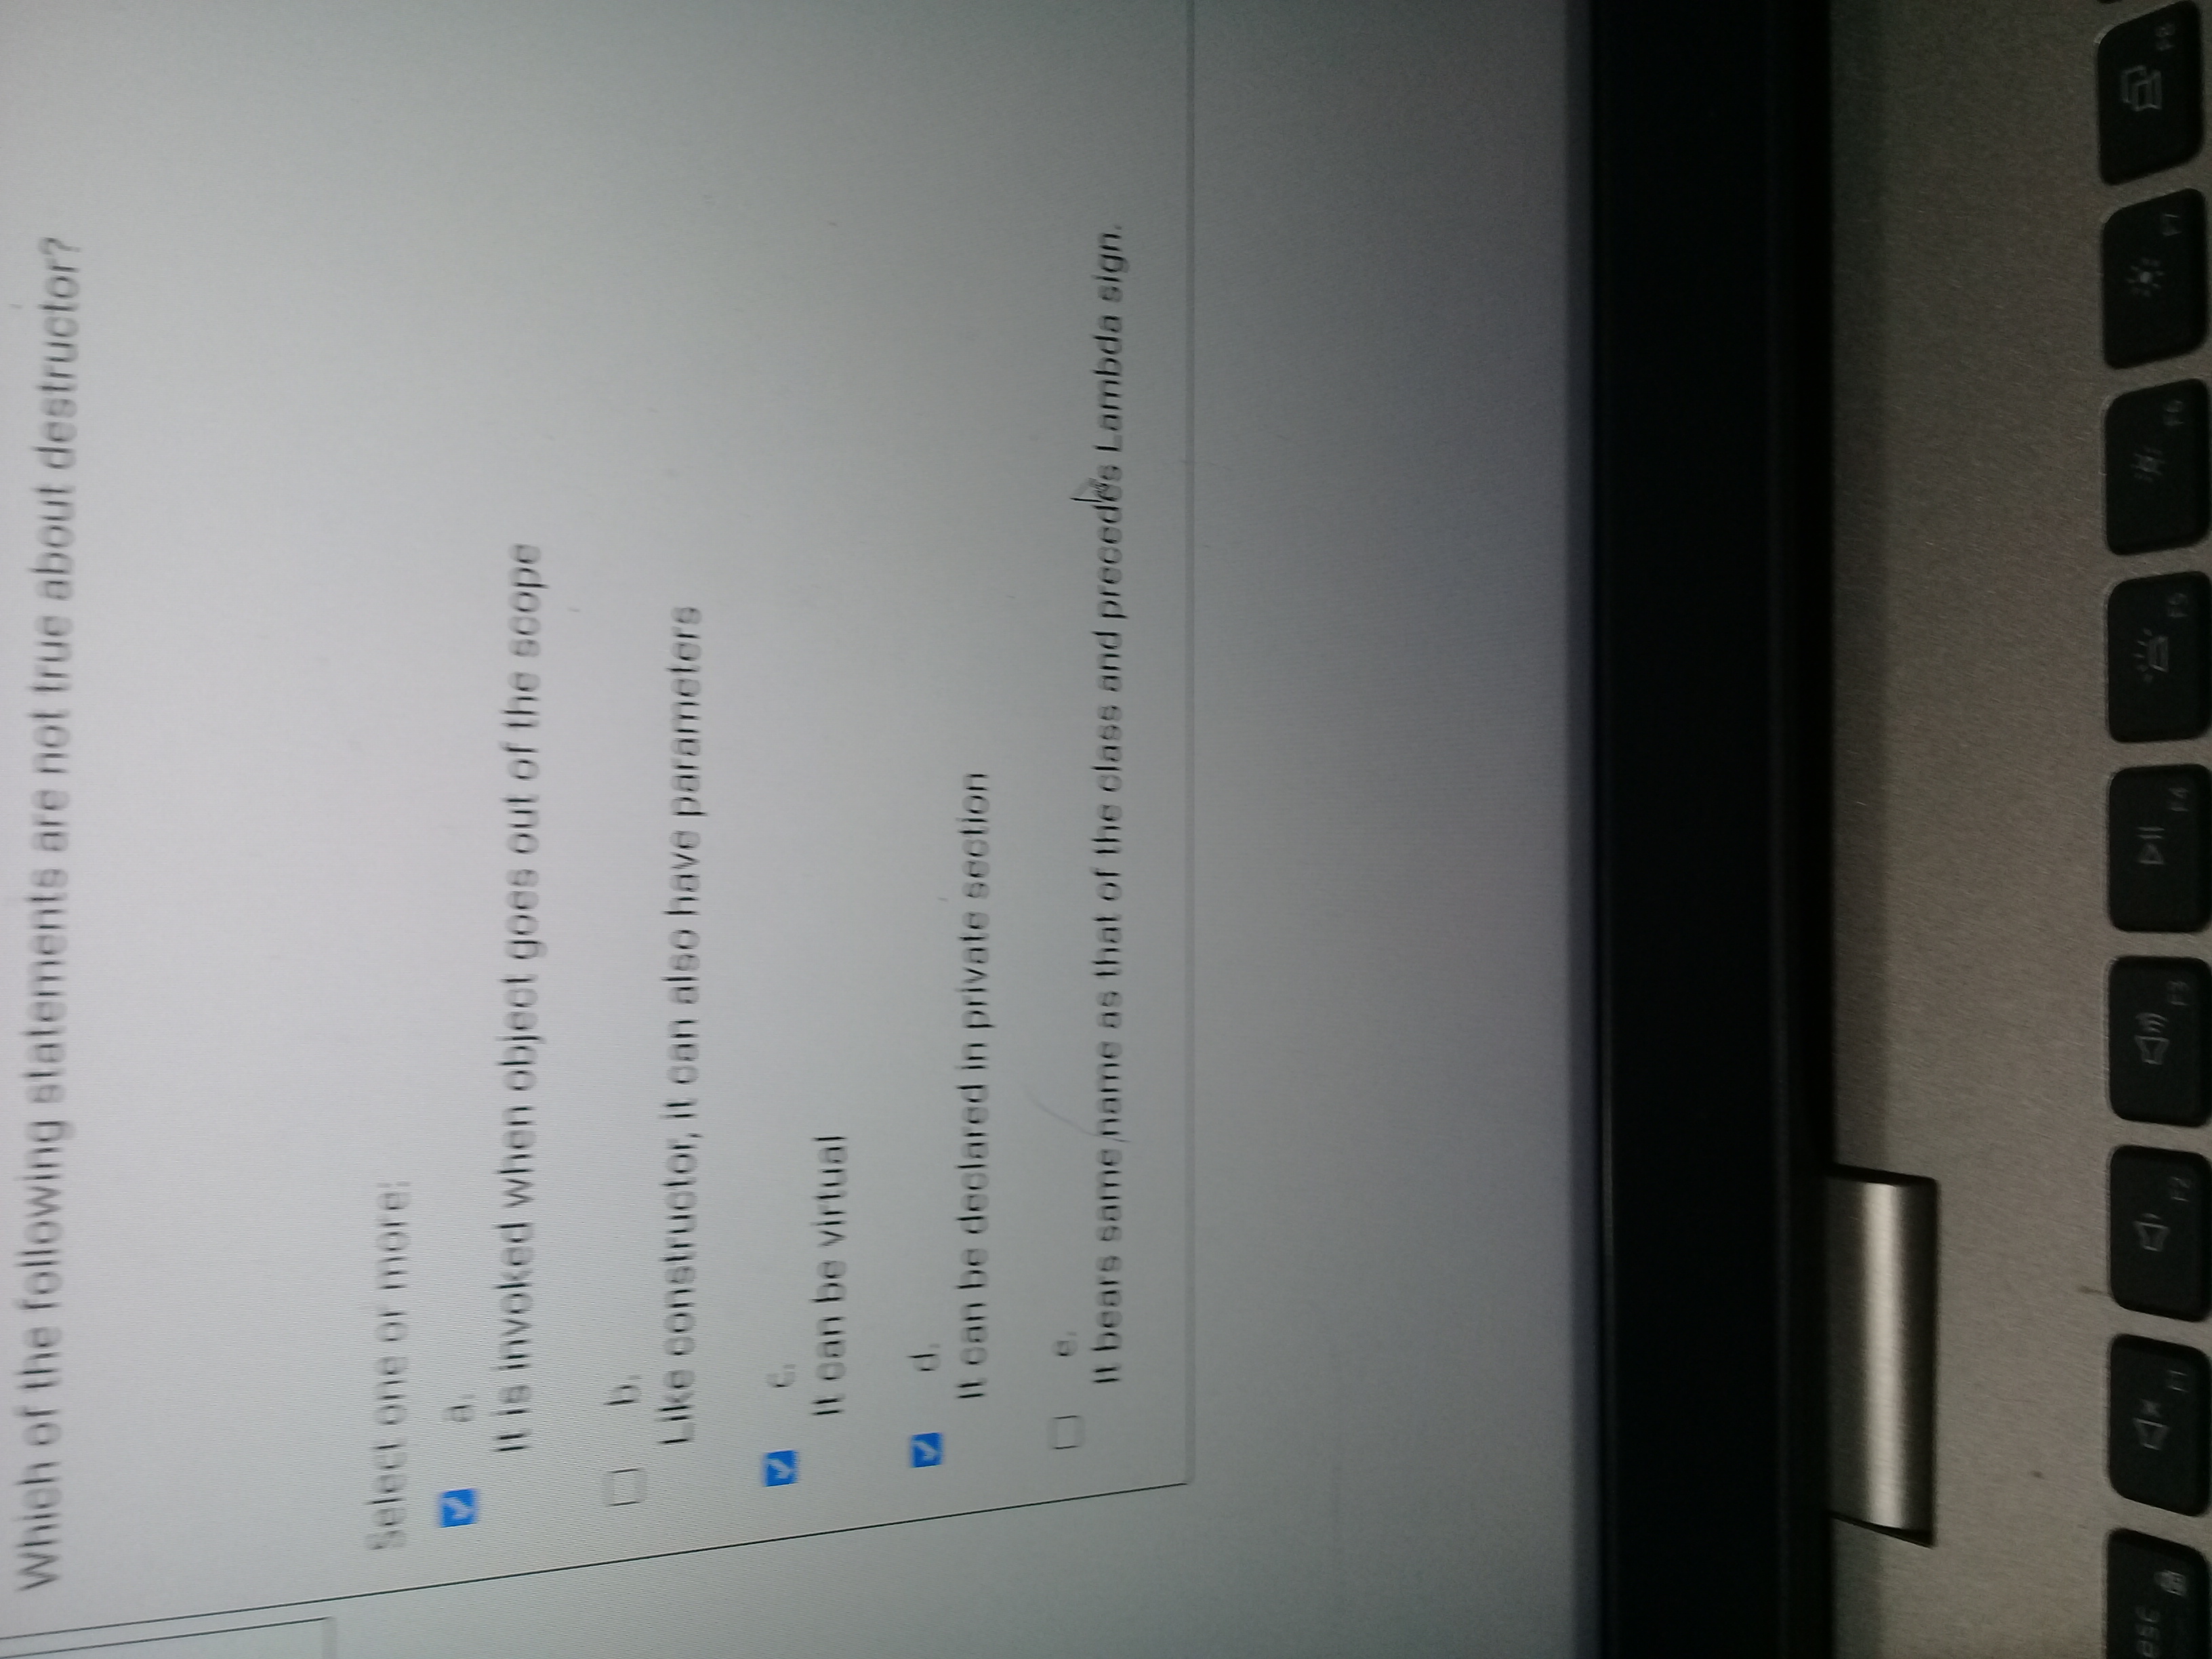 Which of the following statements are not true about destructor?
Select one or more:
a.
It is invoked when object goes out of the scope
b.
Like constructor, it can also have parameters
c.
It can be virtual
d.
It can be declared in private section
e.
It bears same name as that of the class and precedes Lambda sign.
esc F1 F2 F3 F4 F5 F6 F7 F8